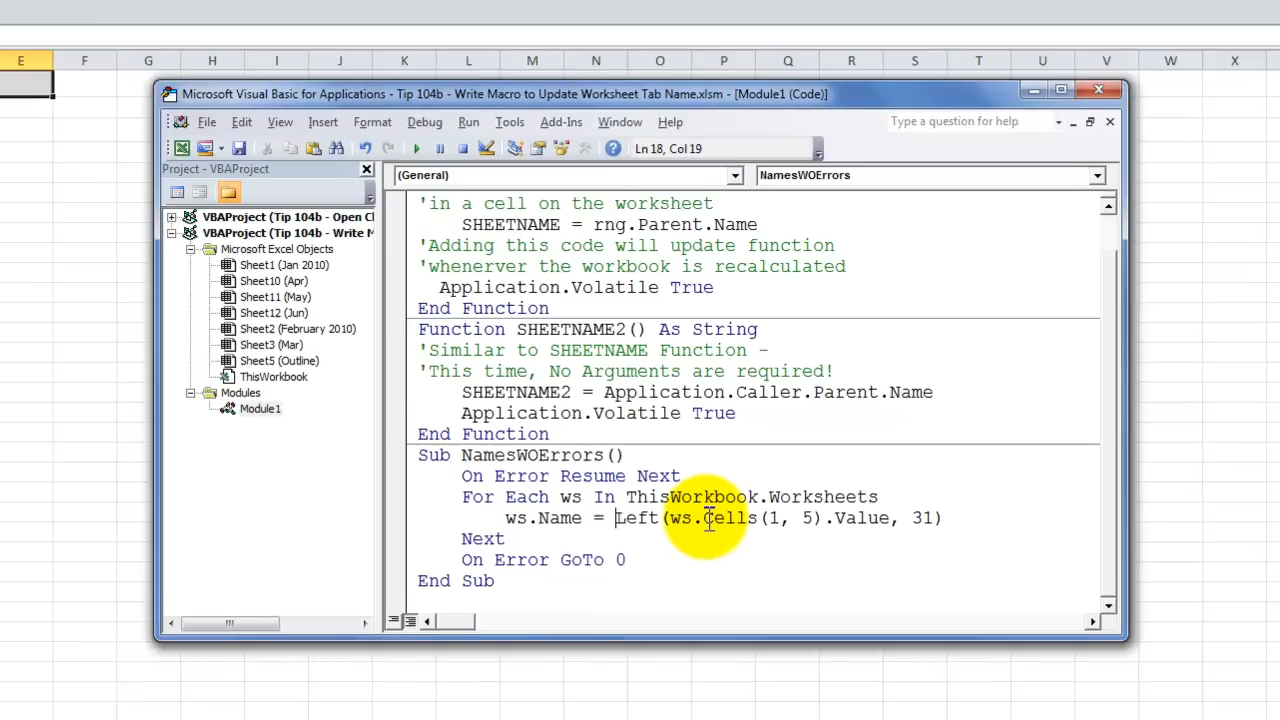 E F G H I J K L M N O P Q R S T U V W X
Microsoft Visual Basic for Applications - Tip 104b - Write Macro to Update Worksheet Tab Name.xlsm - [Module1 (Code)]
File Edit View Insert Format Debug Run Tools Add-Ins Window Help Type a question for help
Ln 18, Col 19
Project - VBAProject
(General) NamesWOErrors
VBAProject (Tip 104b - Open Cl
VBAProject (Tip 104b - Write M
Microsoft Excel Objects
Sheet1 (Jan 2010)
Sheet10 (Apr)
Sheet11 (May)
Sheet12 (Jun)
Sheet2 (February 2010)
Sheet3 (Mar)
Sheet5 (Outline)
ThisWorkbook
Modules
Module1
'in a cell on the worksheet
SHEETNAME = rng.Parent.Name
'Adding this code will update function
'whenerver the workbook is recalculated
Application.Volatile True
End Function
Function SHEETNAME2() As String
'Similar to SHEETNAME Function -
'This time, No Arguments are required!
SHEETNAME2 = Application.Caller.Parent.Name
Application.Volatile True
End Function
Sub NamesWOErrors()
On Error Resume Next
For Each ws In ThisWorkbook.Worksheets
ws.Name = Left(ws.Cells(1, 5).Value, 31)
Next
On Error GoTo 0
End Sub